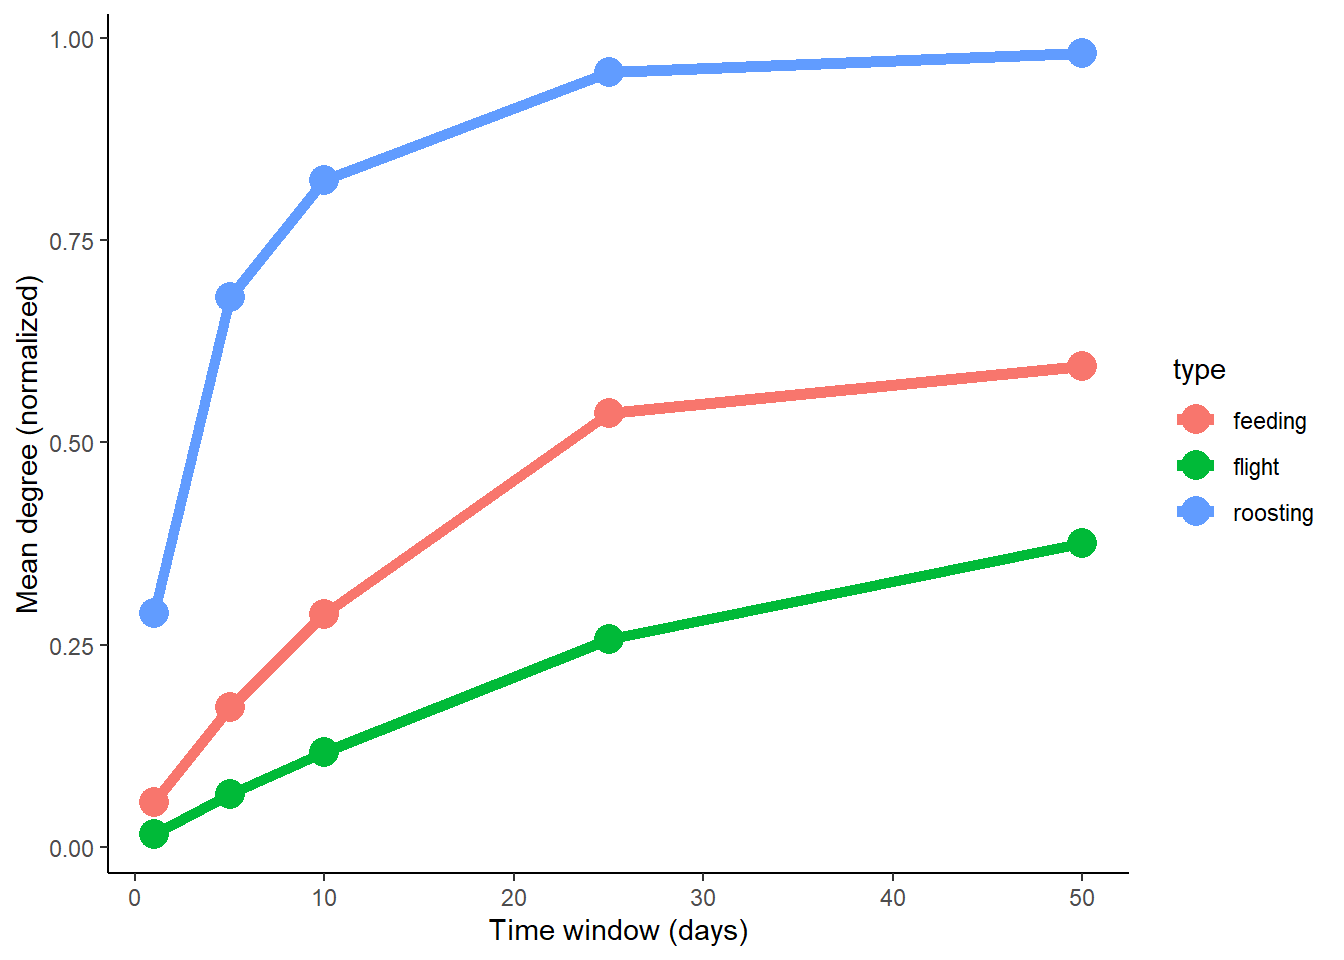 1.00
0.75
0.50
0.25
0.00
Mean degree (normalized)
0 10 20 30 40 50
Time window (days)
type
feeding
flight
roosting